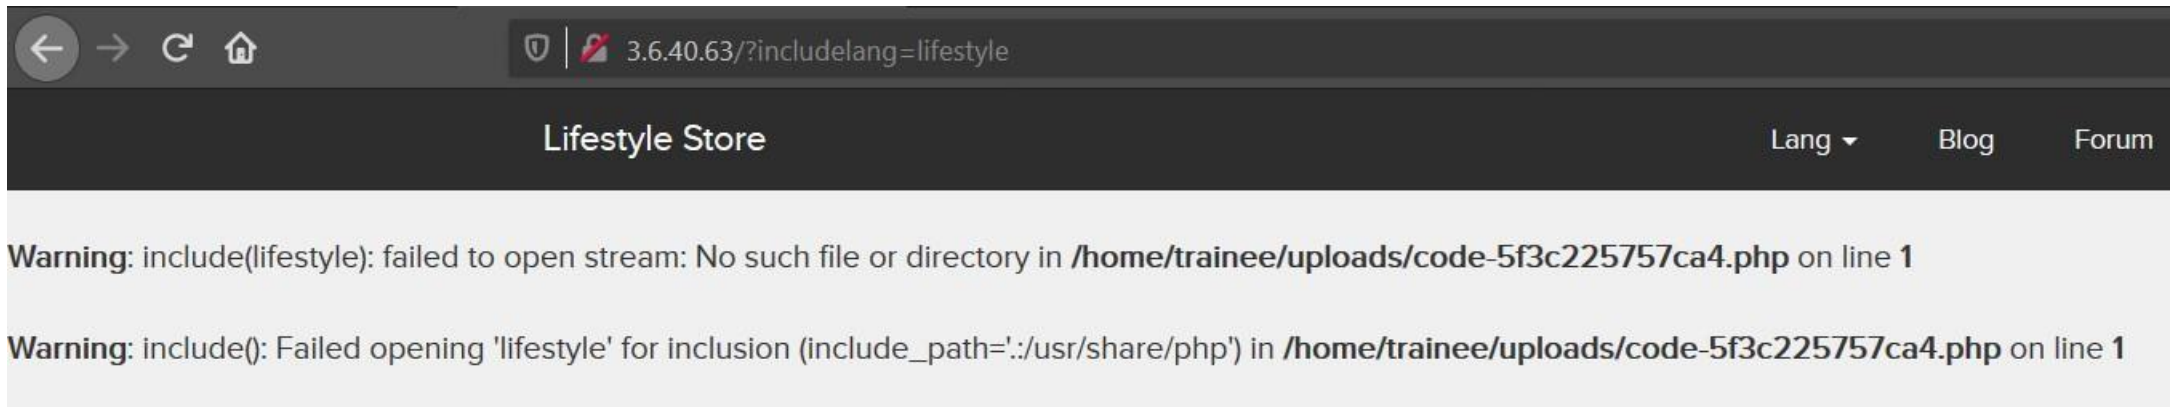 3.6.40.63/?includelang=lifestyle
Lifestyle Store Lang Blog Forum
Warning: include(lifestyle): failed to open stream: No such file or directory in /home/trainee/uploads/code-5f3c225757ca4.php on line 1
Warning: include(): Failed opening 'lifestyle' for inclusion (include_path='.:/usr/share/php') in /home/trainee/uploads/code-5f3c225757ca4.php on line 1